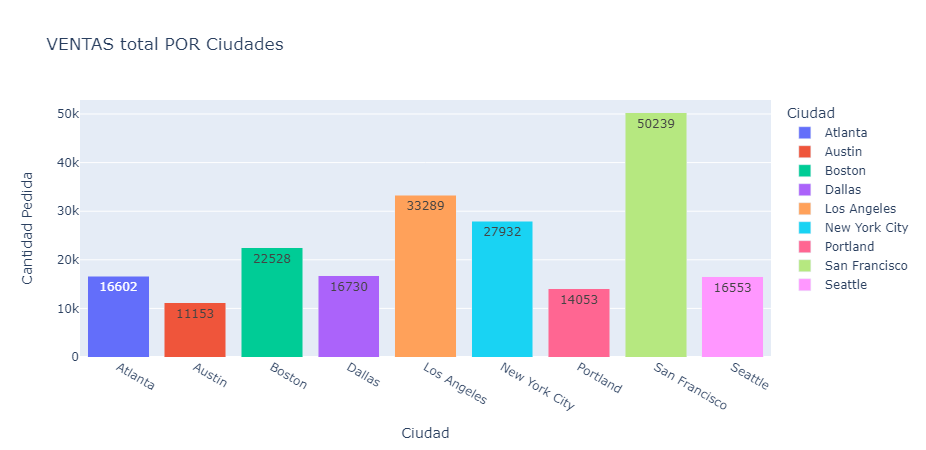 VENTAS total POR Ciudades
Cantidad Pedida
50k
40k
30k
20k
10k
0
16602
11153
22528
16730
33289
27932
14053
50239
16553
Atlanta
Austin
Boston
Dallas
Los Angeles
New York City
Portland
San Francisco
Seattle
Ciudad
Ciudad
Atlanta
Austin
Boston
Dallas
Los Angeles
New York City
Portland
San Francisco
Seattle